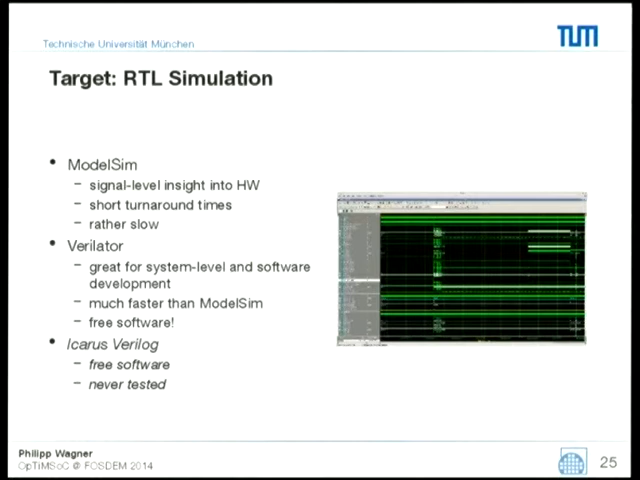 Technische Universität München
TUM
Target: RTL Simulation
• ModelSim
– signal-level insight into HW
– short turnaround times
– rather slow
• Verilator
– great for system-level and software
development
– much faster than ModelSim
– free software!
• Icarus Verilog
– free software
– never tested
Philipp Wagner
OpTiMSoC @ FOSDEM 2014
25